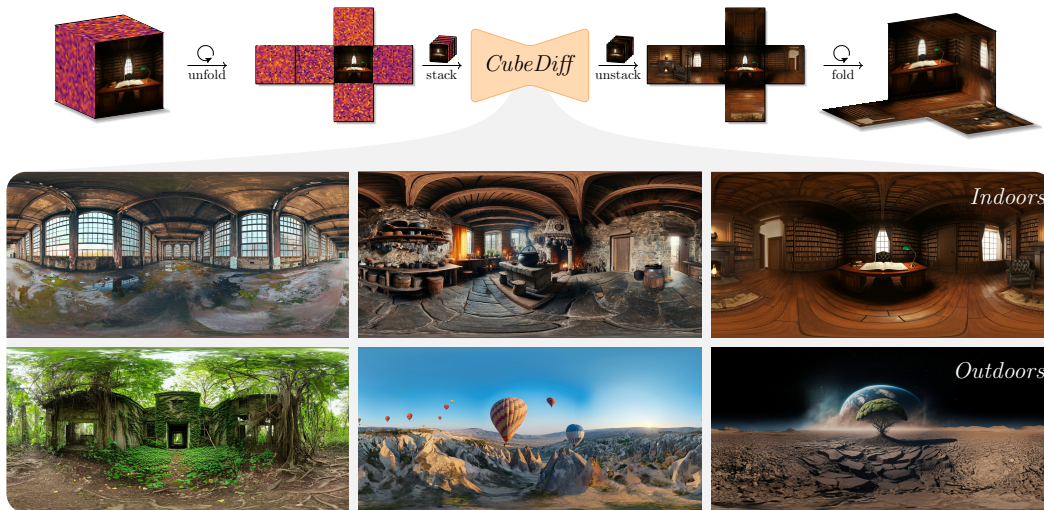 unfold
stack
CubeDiff
unstack
fold
Indoors
Outdoors